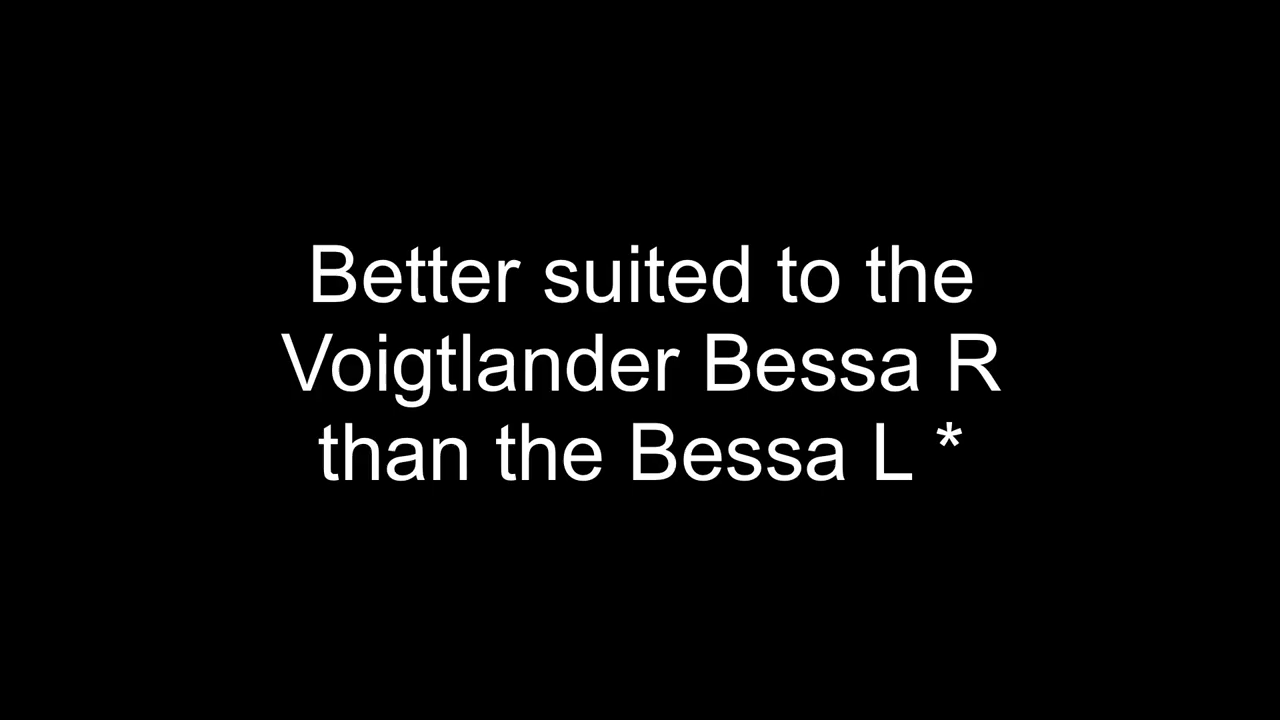 Better suited to the
Voigtlander Bessa R
than the Bessa L *